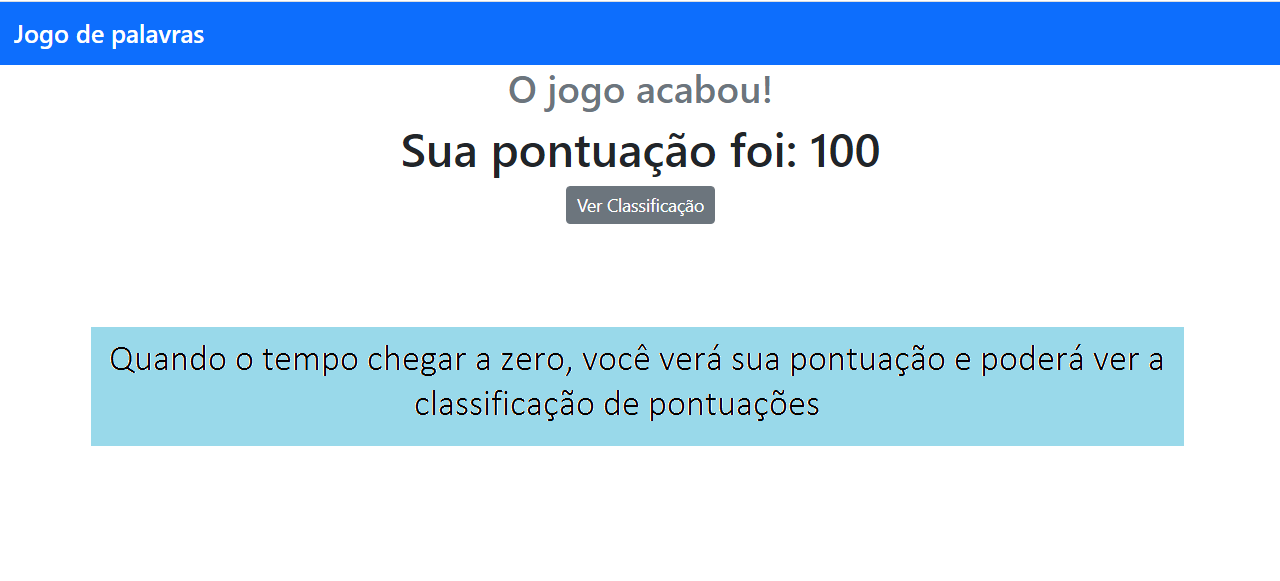 Jogo de palavras
O jogo acabou!
Sua pontuação foi: 100
Ver Classificação
Quando o tempo chegar a zero, você verá sua pontuação e poderá ver a
classificação de pontuações